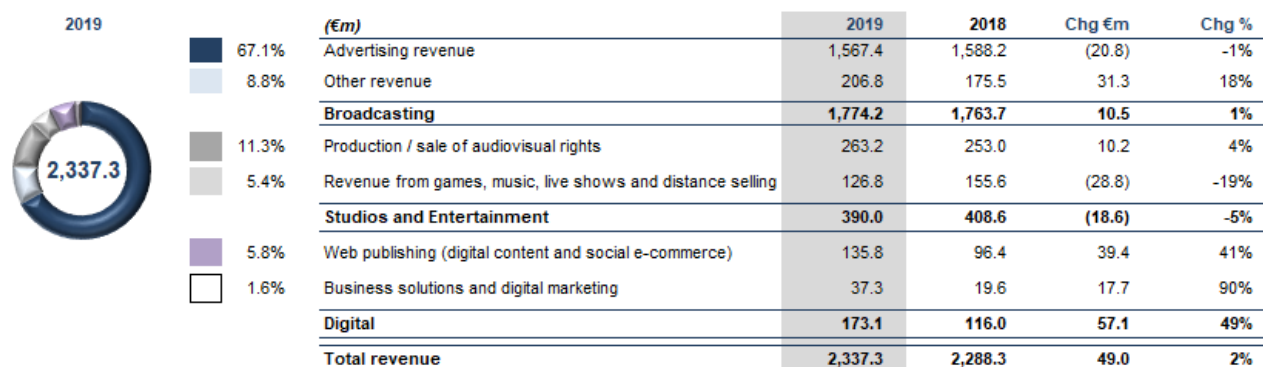 2019 (€m) 2019 2018 Chg €m Chg %
67.1% Advertising revenue 1,567.4 1,588.2 (20.8) -1%
8.8% Other revenue 206.8 175.5 31.3 18%
Broadcasting 1,774.2 1,763.7 10.5 1%
11.3% Production / sale of audiovisual rights 263.2 253.0 10.2 4%
2,337.3
5.4% Revenue from games, music, live shows and distance selling 126.8 155.6 (28.8) -19%
Studios and Entertainment 390.0 408.6 (18.6) -5%
5.8% Web publishing (digital content and social e-commerce) 135.8 96.4 39.4 41%
1.6% Business solutions and digital marketing 37.3 19.6 17.7 90%
Digital 173.1 116.0 57.1 49%
Total revenue 2,337.3 2,288.3 49.0 2%